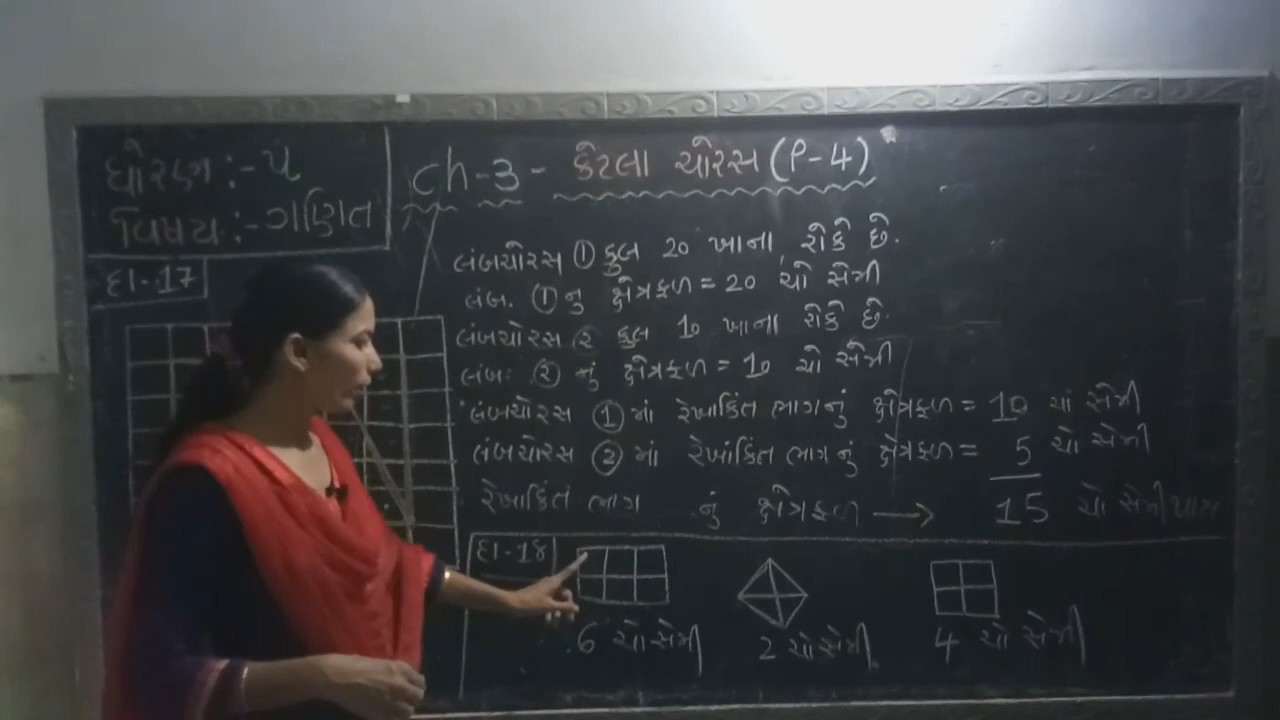 ધોરણ :- ૫
વિષય :- ગણિત
દા.-17
ch-3 - કેટલા ચોરસ (P-4)
લંબચોરસ ① કુલ 20 ખાના રોકે છે.
લંબ. ① નુ ક્ષેત્રફળ = 20 ચો સેમી
લંબચોરસ ૨ કુલ 10 ખાના રોકે છે.
લંબ: ② નું ક્ષેત્રફળ = 10 ચો સેમી
લંબચોરસ ① માં રેખાકિંત ભાગનું ક્ષેત્રફળ = 10 ચો સેમી
લંબચોરસ ② માં રેખાંકિંત ભાગનું ક્ષેત્રફળ = 5 ચો સેમી
રેખાકિંત ભાગ નું ક્ષેત્રફળ → 15 ચો સેમી
દા.-18
6 ચો સેમી 2 ચો સેમી. 4 ચો સેમી